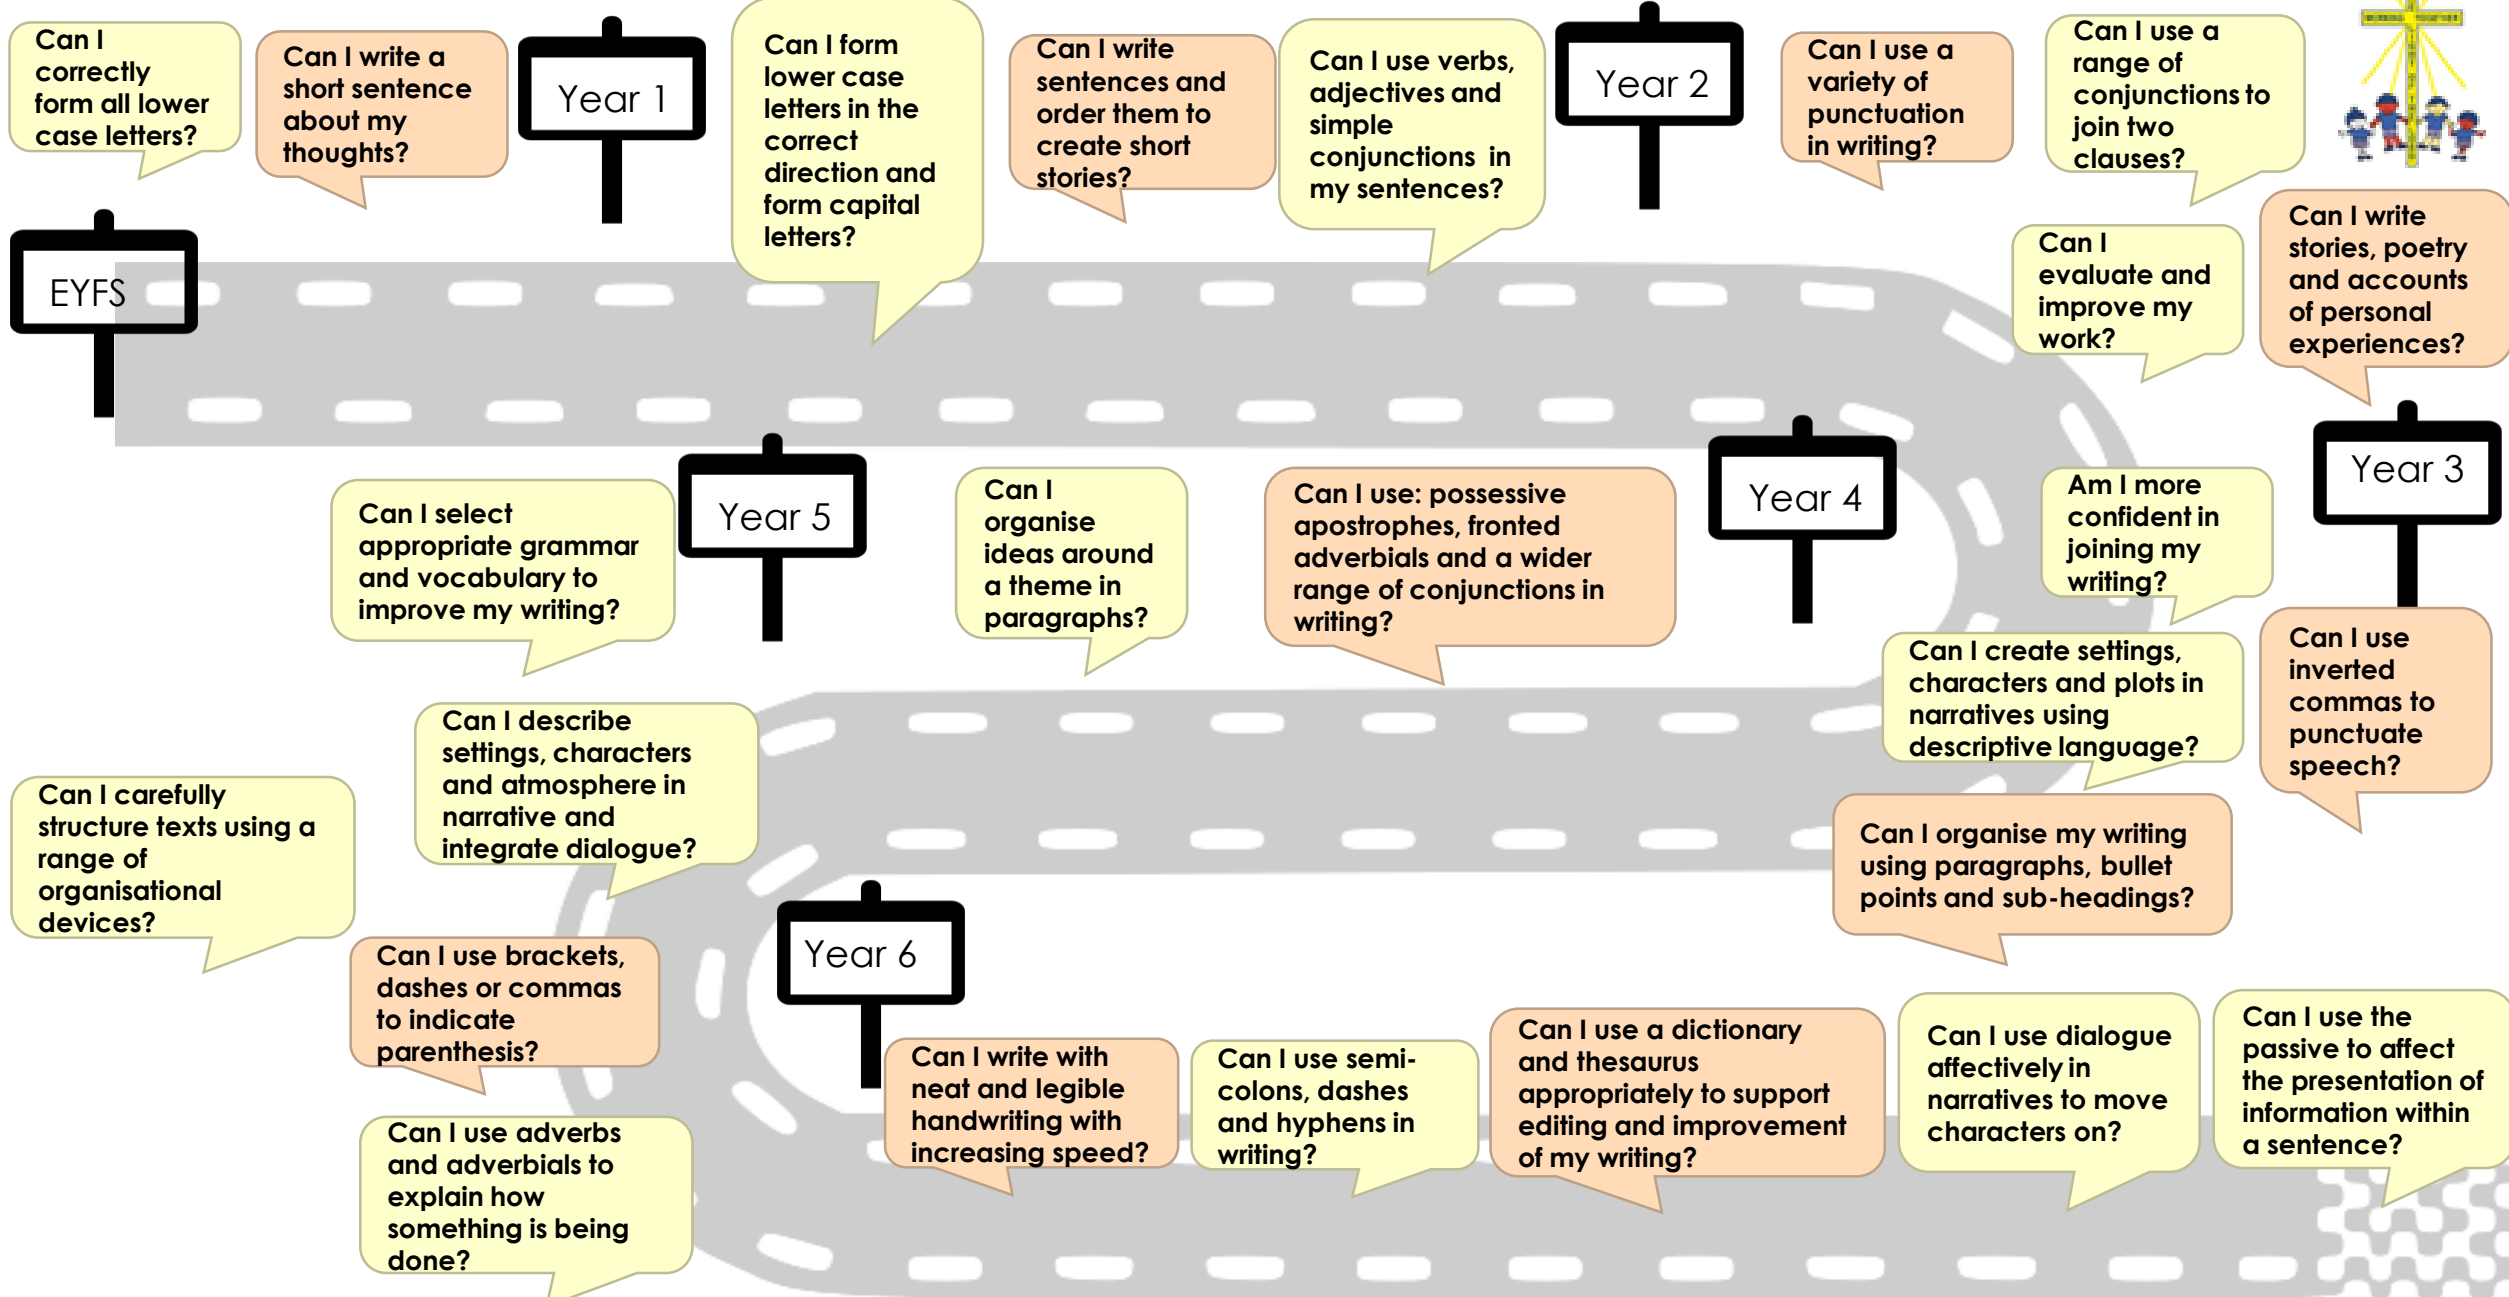 Can I
correctly
form all lower
case letters?
Can I write a
short sentence
about my
thoughts?
Year 1
Can I form
lower case
letters in the
correct
direction and
form capital
letters?
Can I write
sentences and
order them to
create short
stories?
Can I use verbs,
adjectives and
simple
conjunctions in
my sentences?
Year 2
Can I use a
variety of
punctuation
in writing?
Can I use a
range of
conjunctions to
join two
clauses?
WORKING TOGETHER
EYFS
Can I
evaluate and
improve my
work?
Can I write
stories, poetry
and accounts
of personal
experiences?
Year 3
Am I more
confident in
joining my
writing?
Can I use
inverted
commas to
punctuate
speech?
Can I create settings,
characters and plots in
narratives using
descriptive language?
Can I organise my writing
using paragraphs, bullet
points and sub-headings?
Year 4
Can I use: possessive
apostrophes, fronted
adverbials and a wider
range of conjunctions in
writing?
Can I
organise
ideas around
a theme in
paragraphs?
Year 5
Can I select
appropriate grammar
and vocabulary to
improve my writing?
Can I describe
settings, characters
and atmosphere in
narrative and
integrate dialogue?
Can I carefully
structure texts using a
range of
organisational
devices?
Can I use brackets,
dashes or commas
to indicate
parenthesis?
Can I use adverbs
and adverbials to
explain how
something is being
done?
Year 6
Can I write with
neat and legible
handwriting with
increasing speed?
Can I use semi-
colons, dashes
and hyphens in
writing?
Can I use a dictionary
and thesaurus
appropriately to support
editing and improvement
of my writing?
Can I use dialogue
affectively in
narratives to move
characters on?
Can I use the
passive to affect
the presentation of
information within
a sentence?